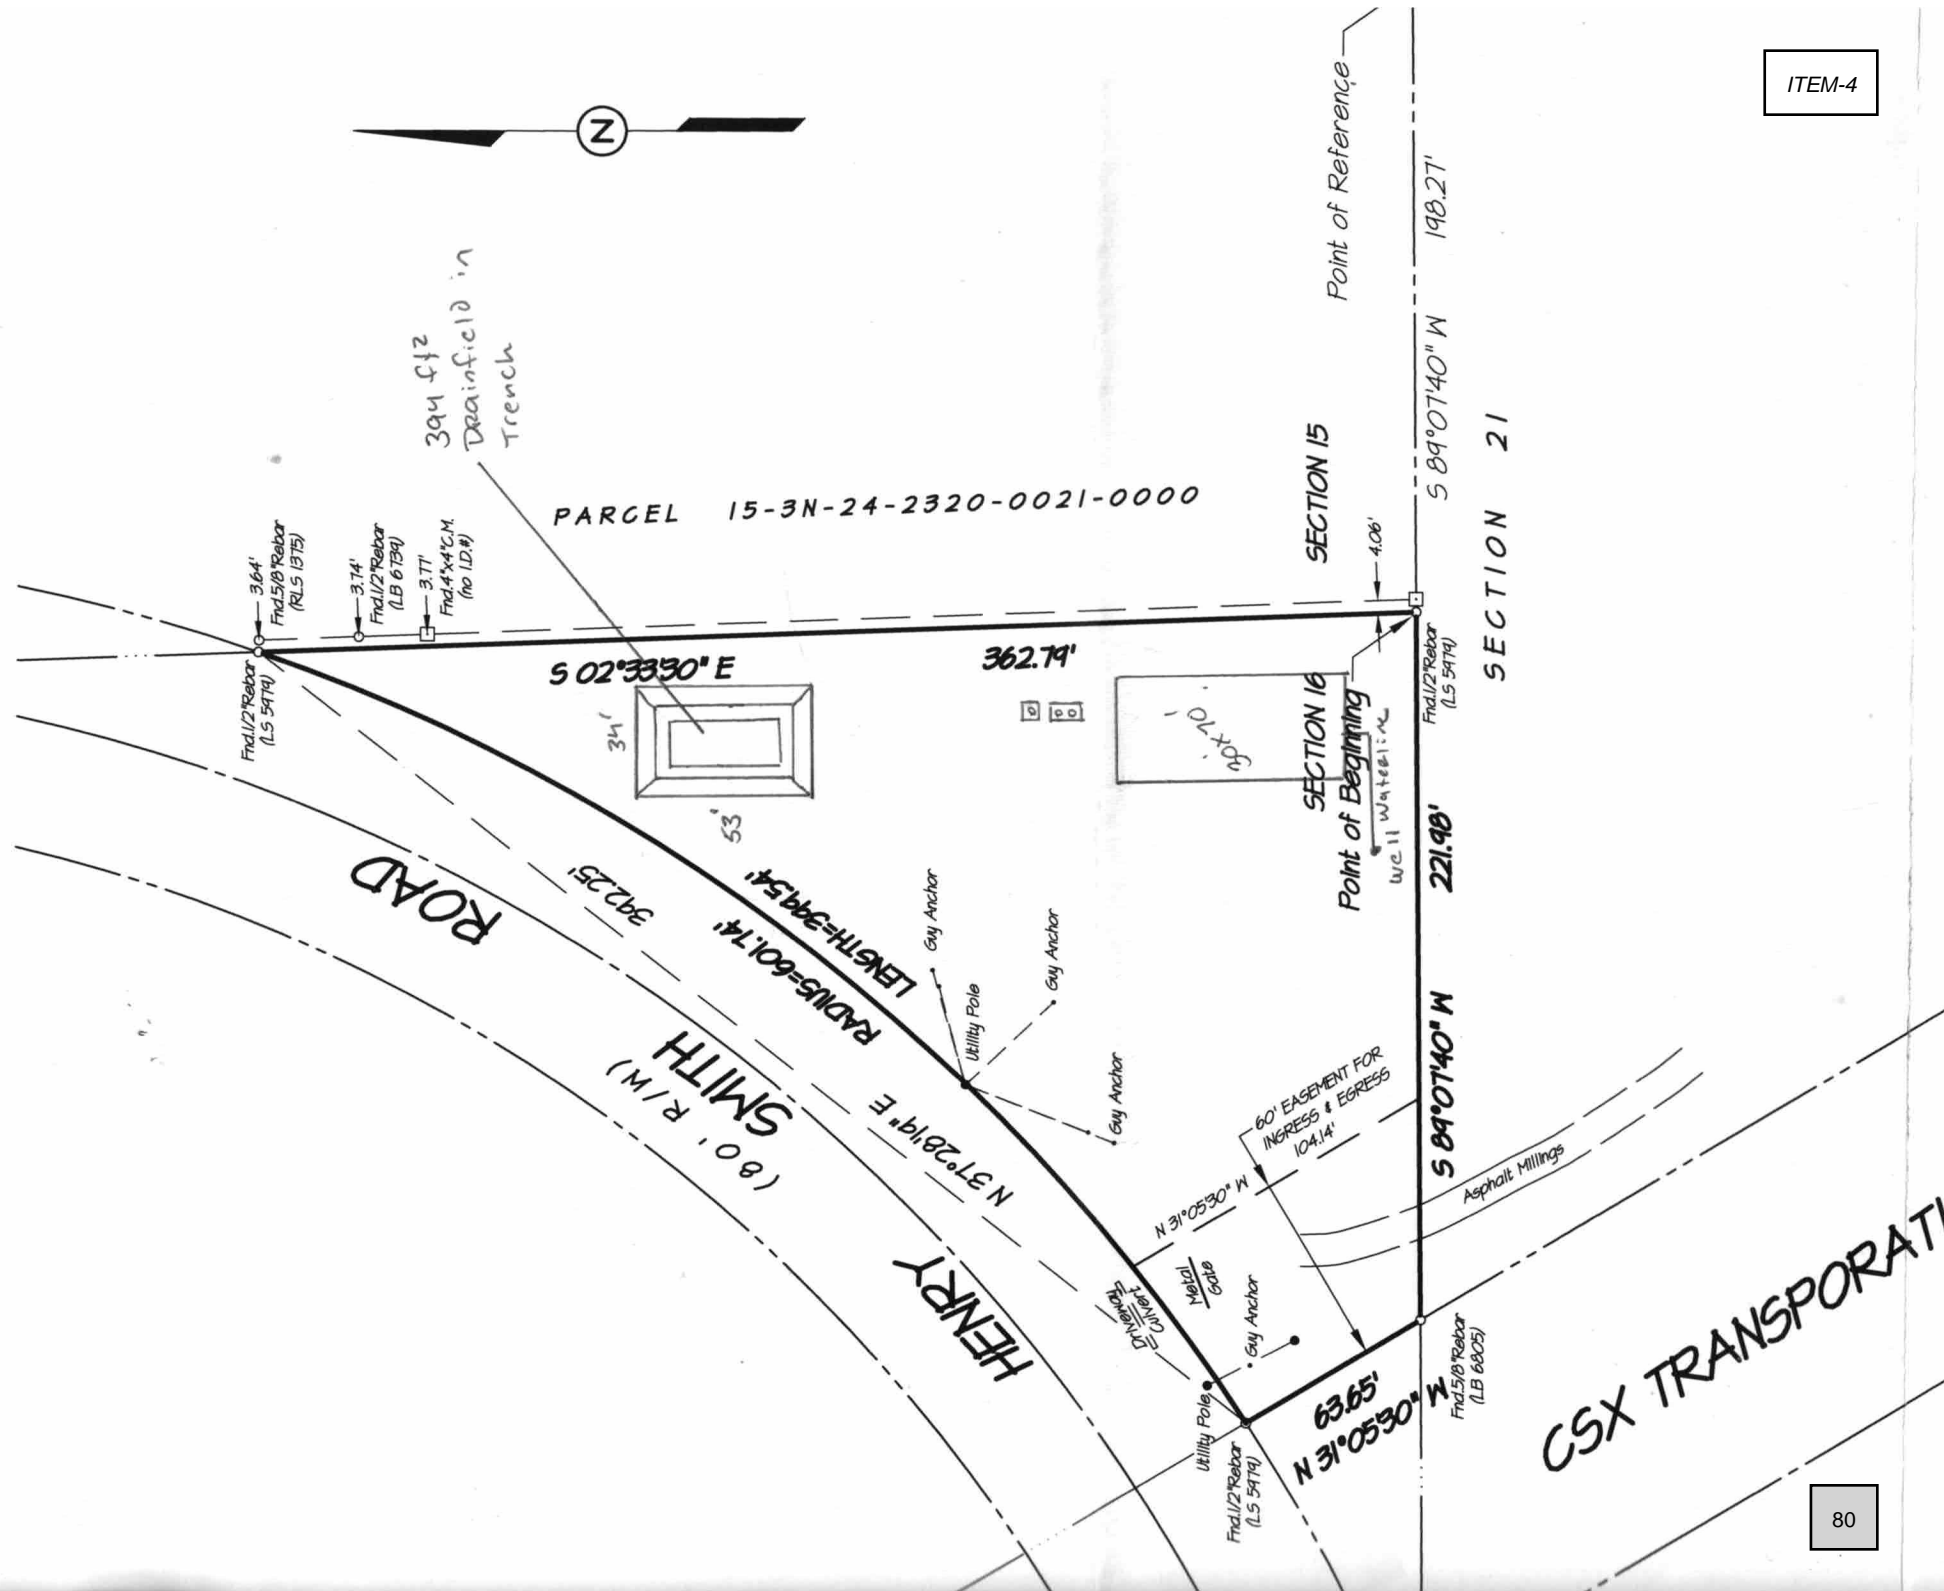 ITEM-4
Z
Point of Reference
198.27'
S 89°07'40" W
SECTION 21
SECTION 15
4.06'
394 ft²
Drainfield in
Trench
PARCEL 15-3N-24-2320-0021-0000
3.64'
Fnd.5/8"Rebar
(RLS 1375)
3.74'
Fnd.1/2"Rebar
(LB 6739)
3.77'
Fnd.4"x4"C.M.
(no I.D.#)
S 02°33'30" E
362.79'
Fnd.1/2"Rebar
(LS 5979)
Fnd.1/2"Rebar
(LS 5979)
34'
53'
30'x70'
SECTION 16
Point of Beginning
well Waterline
221.98'
S 89°07'40" W
ROAD
SMITH
HENRY
(80' R/W)
392.25'
N 37°28'19" E
LENGTH=399.54'
RADIUS=601.74'
Guy Anchor
Guy Anchor
Utility Pole
Guy Anchor
60' EASEMENT FOR
INGRESS & EGRESS
104.14'
N 31°05'30" W
Asphalt Millings
Metal
Gate
Driveway
Culvert
Guy Anchor
Utility Pole
Fnd.1/2"Rebar
(LS 5979)
63.65'
N 31°05'30" W
Fnd.5/8"Rebar
(LB 6805)
CSX TRANSPORATI
80